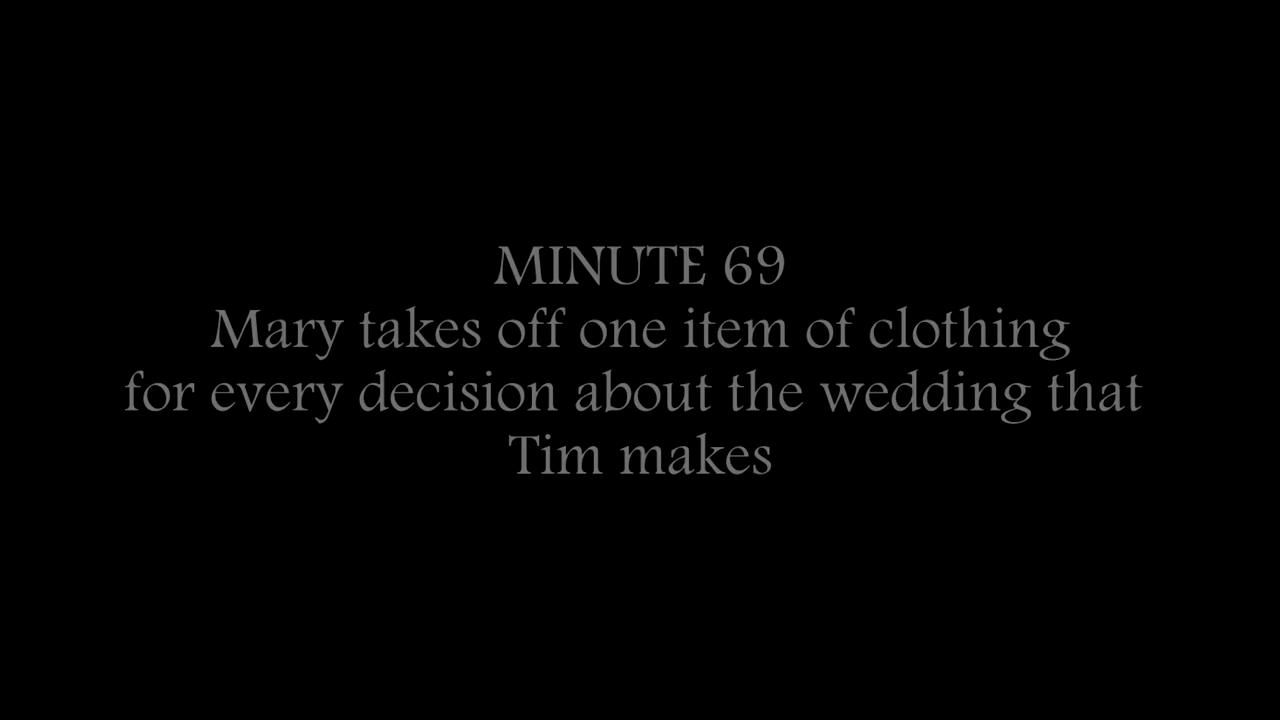 MINUTE 69
Mary takes off one item of clothing
for every decision about the wedding that
Tim makes